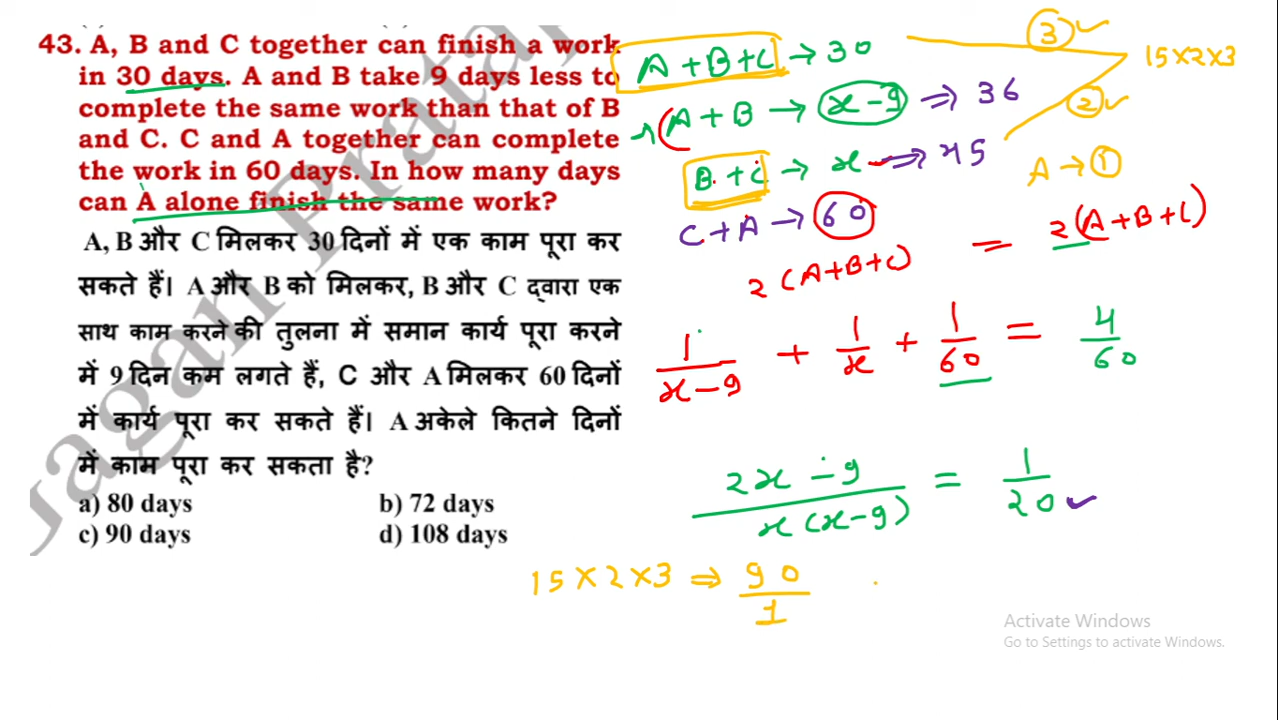 43. A, B and C together can finish a work
in 30 days. A and B take 9 days less to
complete the same work than that of B
and C. C and A together can complete
the work in 60 days. In how many days
can A alone finish the same work?
A, B और C मिलकर 30 दिनों में एक काम पूरा कर
सकते हैं। A और B को मिलकर, B और C द्वारा एक
साथ काम करने की तुलना में समान कार्य पूरा करने
में 9 दिन कम लगते हैं, C और A मिलकर 60 दिनों
में कार्य पूरा कर सकते हैं। A अकेले कितने दिनों
में काम पूरा कर सकता है?
a) 80 days b) 72 days
c) 90 days d) 108 days
A+B+C → 30
③ ✓
15×2×3
A+B → x-9 ⇒ 36
② ✓
B+C → x ⇒ 45
A → ①
C+A → 60
2(A+B+C) = 2(A+B+C)
1/(x-9) + 1/x + 1/60 = 4/60
(2x-9)/(x(x-9)) = 1/20 ✓
15×2×3 ⇒ 90/1
Jagan Pratap
Activate Windows
Go to Settings to activate Windows.